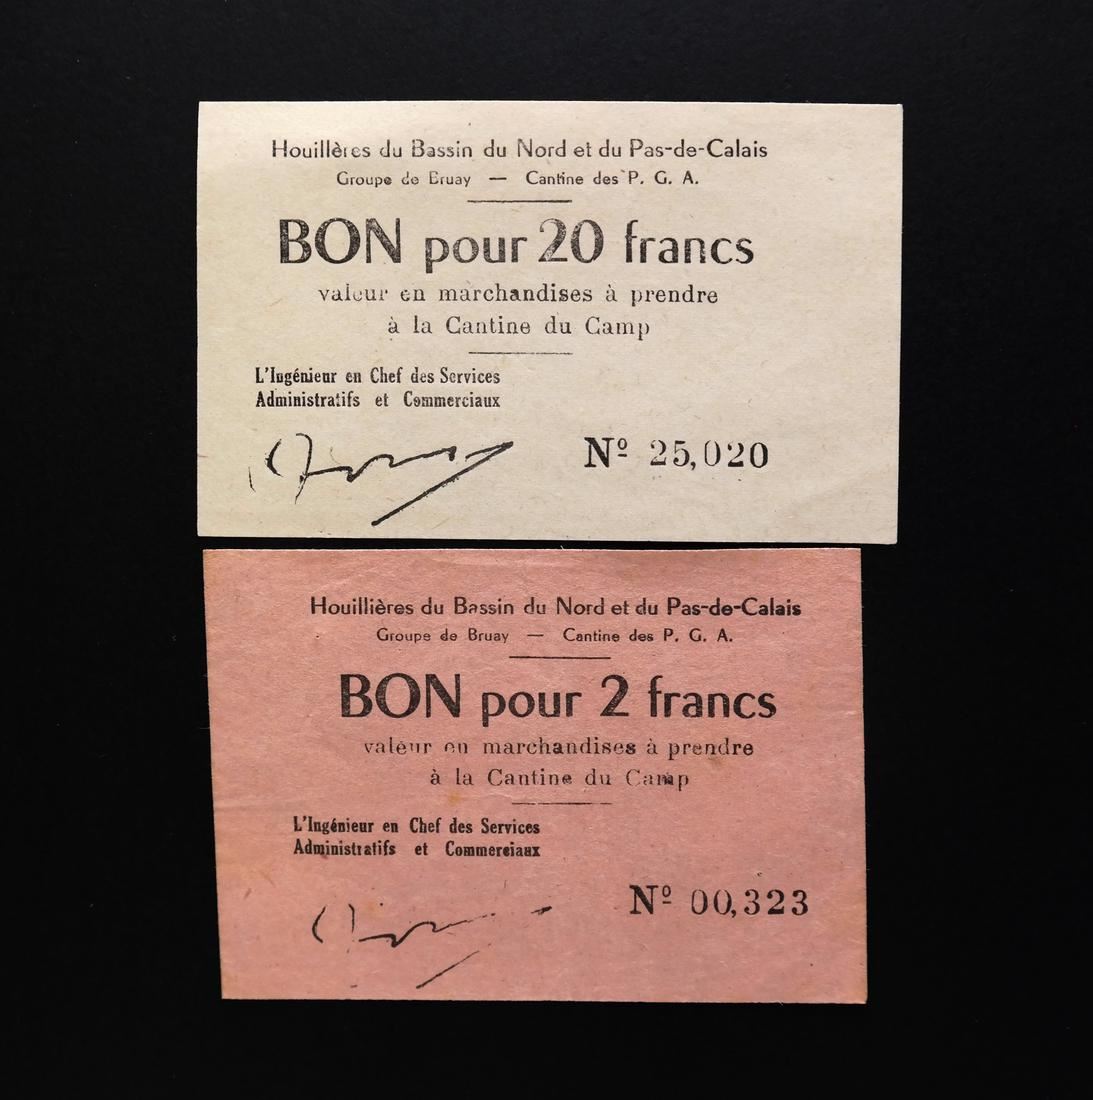 Houillères du Bassin du Nord et du Pas-de-Calais
Groupe de Bruay — Cantine des P. G. A.
BON pour 20 francs
valeur en marchandises à prendre
à la Cantine du Camp
L'Ingénieur en Chef des Services
Administratifs et Commerciaux
Nº 25,020
Houillières du Bassin du Nord et du Pas-de-Calais
Groupe de Bruay — Cantine des P. G. A.
BON pour 2 francs
valeur en marchandises à prendre
à la Cantine du Camp
L'Ingénieur en Chef des Services
Administratifs et Commerciaux
Nº 00,323